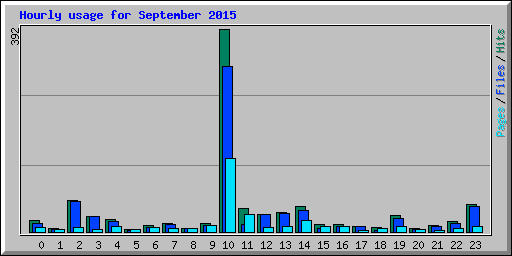 Hourly usage for September 2015
392
Pages / Files / Hits
0 1 2 3 4 5 6 7 8 9 10 11 12 13 14 15 16 17 18 19 20 21 22 23